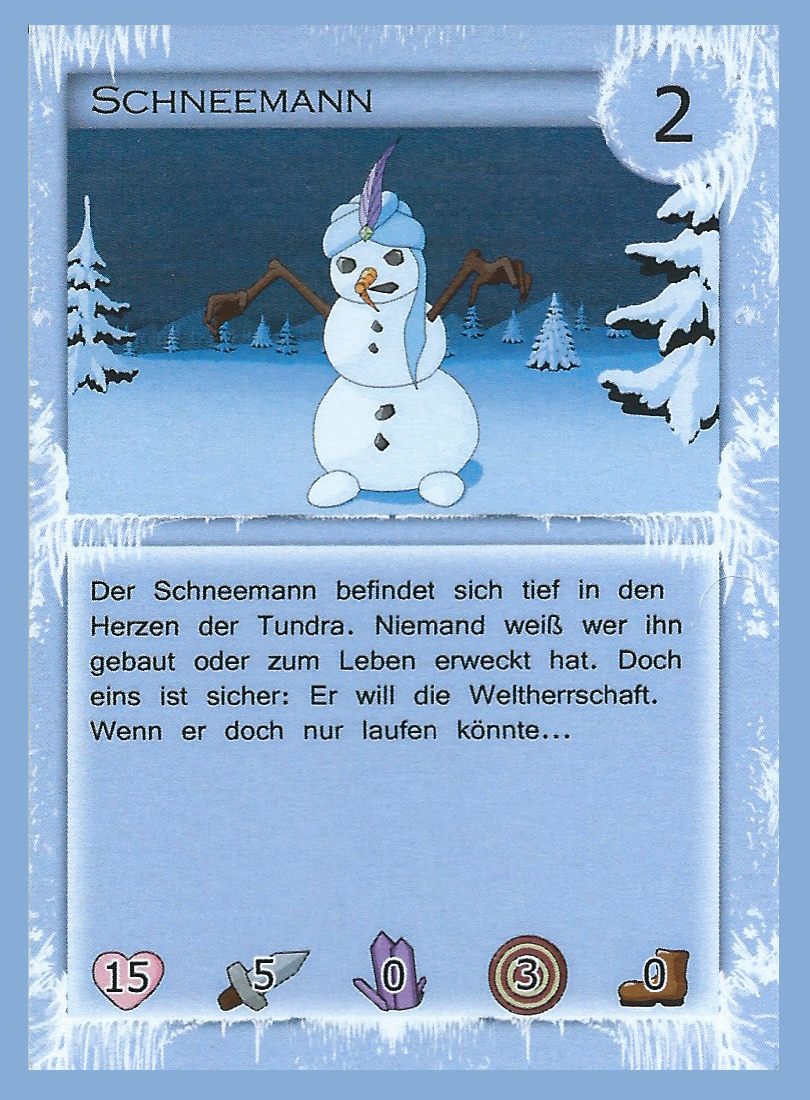 SCHNEEMANN
2
Der Schneemann befindet sich tief in den
Herzen der Tundra. Niemand weiß wer ihn
gebaut oder zum Leben erweckt hat. Doch
eins ist sicher: Er will die Weltherrschaft.
Wenn er doch nur laufen könnte...
15 5 0 3 0